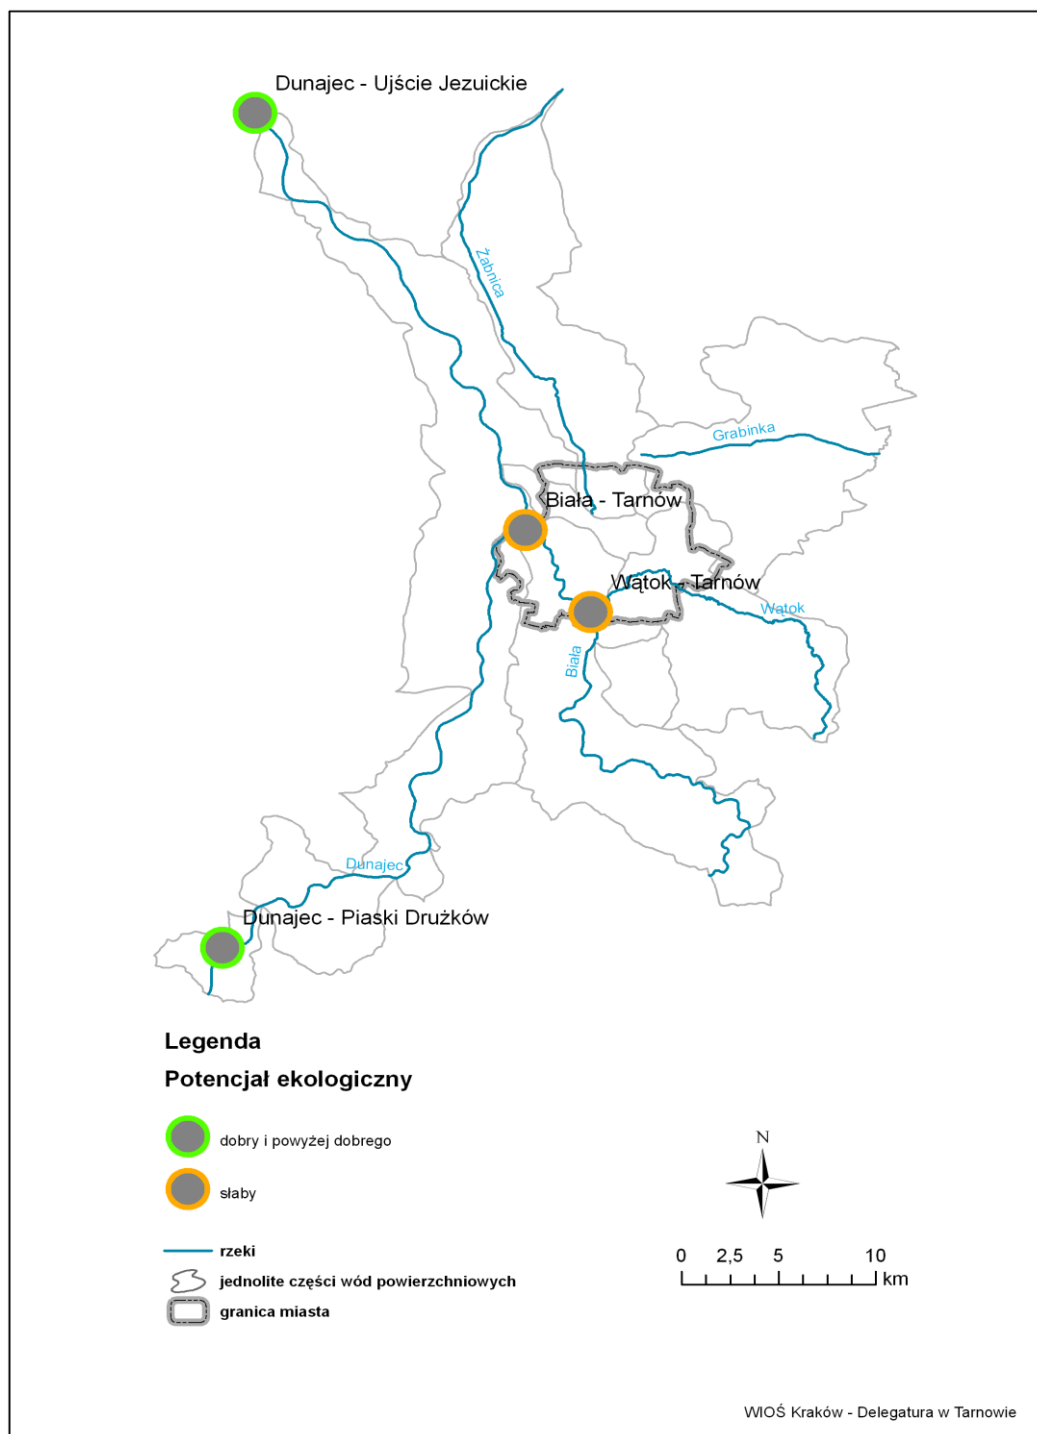 Dunajec - Ujście Jezuickie
Żabnica
Grabinka
Biała - Tarnów
Wątok - Tarnów
Wątok
Biała
Dunajec
Dunajec - Piaski Drużków
Legenda
Potencjał ekologiczny
dobry i powyżej dobrego
słaby
rzeki
jednolite części wód powierzchniowych
granica miasta
N
0 2,5 5 10
km
WIOŚ Kraków - Delegatura w Tarnowie